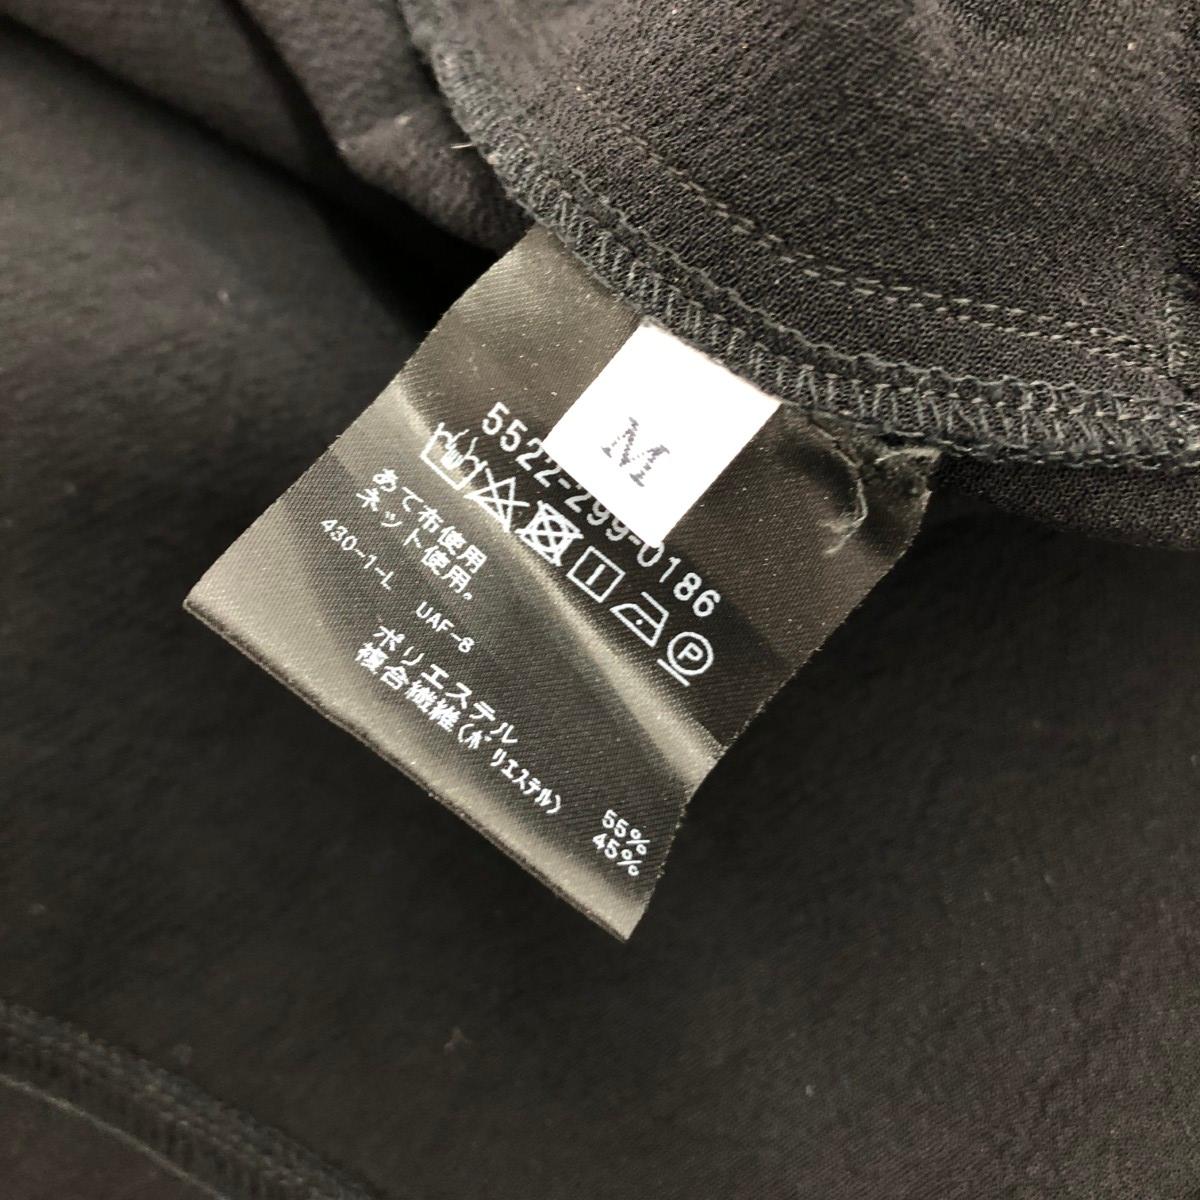 M
5522-299-0186
P
あて布使用
ネット使用。
430-1-L UAF-8
ポリエステル 55%
複合繊維(ポリエステル) 45%